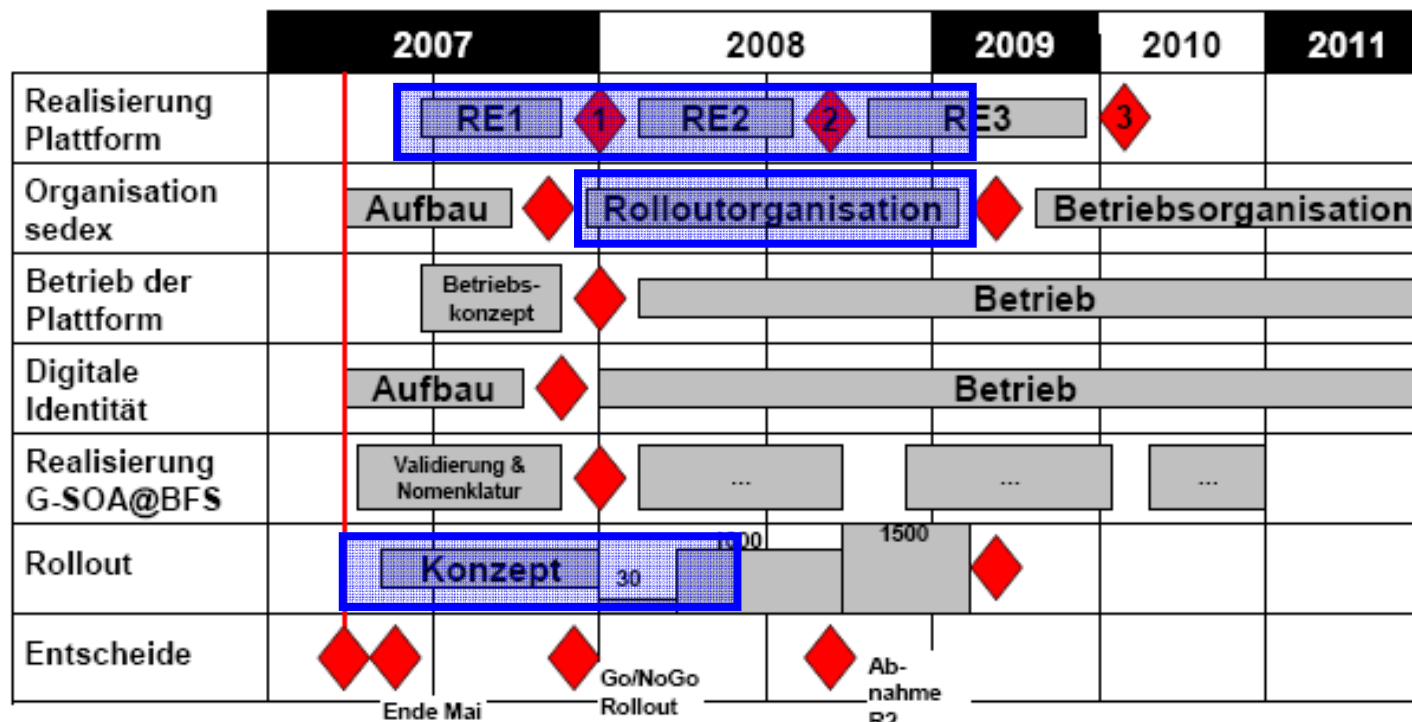 2007 2008 2009 2010 2011
Realisierung
Plattform
RE1 1 RE2 2 RE3 3
Organisation
sedex
Aufbau Rolloutorganisation Betriebsorganisation
Betrieb der
Plattform
Betriebs-
konzept
Betrieb
Digitale
Identität
Aufbau Betrieb
Realisierung
G-SOA@BFS
Validierung &
Nomenklatur
... ... ...
Rollout
Konzept 30 1500
Entscheide
Ende Mai
Go/NoGo
Rollout
Ab-
nahme